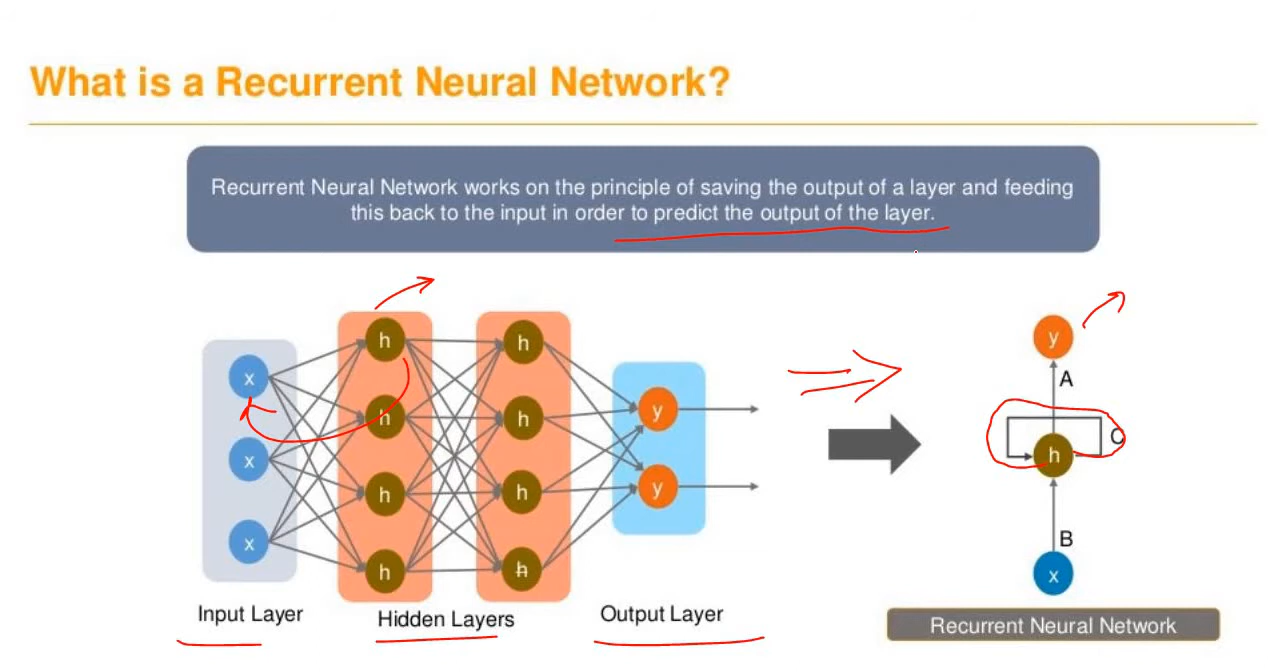 What is a Recurrent Neural Network?
Recurrent Neural Network works on the principle of saving the output of a layer and feeding
this back to the input in order to predict the output of the layer.
x
x
x
h
h
h
h
h
h
h
h
y
y
Input Layer
Hidden Layers
Output Layer
y
A
C
h
B
x
Recurrent Neural Network